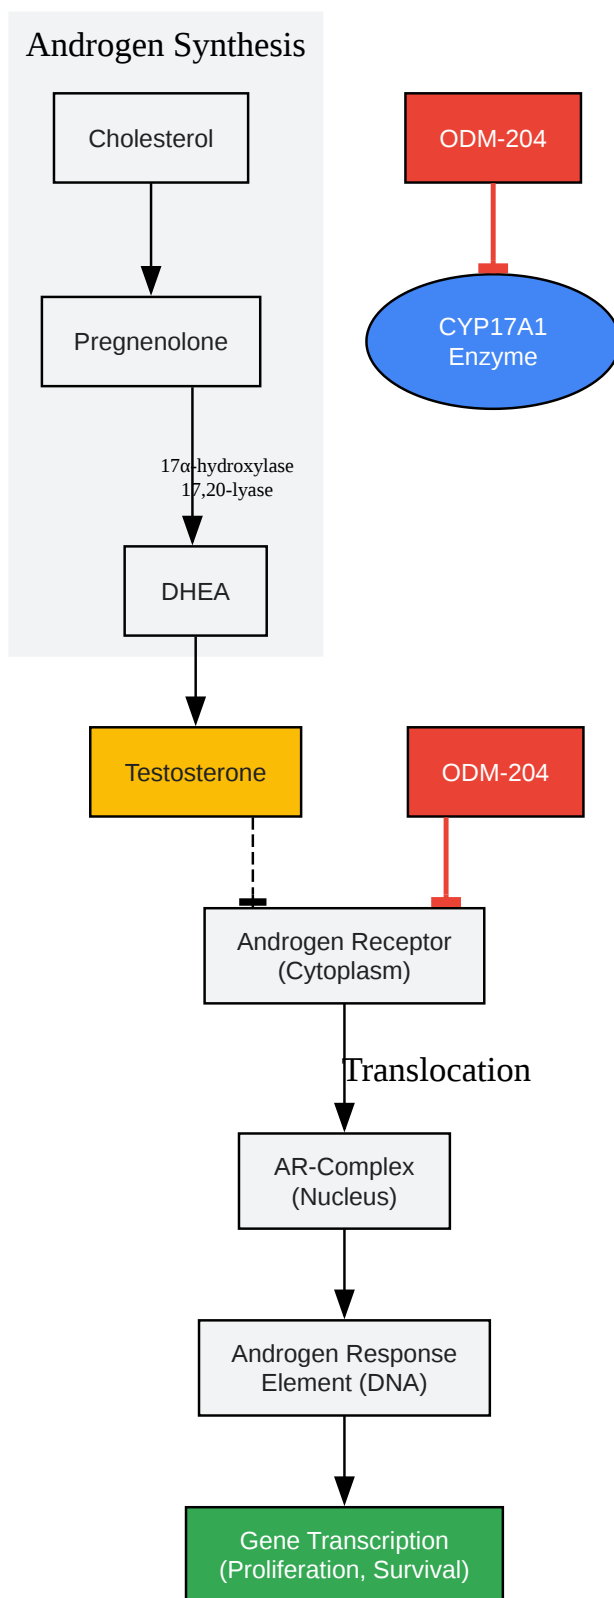 Androgen Synthesis
Cholesterol
ODM-204
Pregnenolone
CYP17A1
Enzyme
17α-hydroxylase
17,20-lyase
DHEA
Testosterone
ODM-204
Androgen Receptor
(Cytoplasm)
Translocation
AR-Complex
(Nucleus)
Androgen Response
Element (DNA)
Gene Transcription
(Proliferation, Survival)